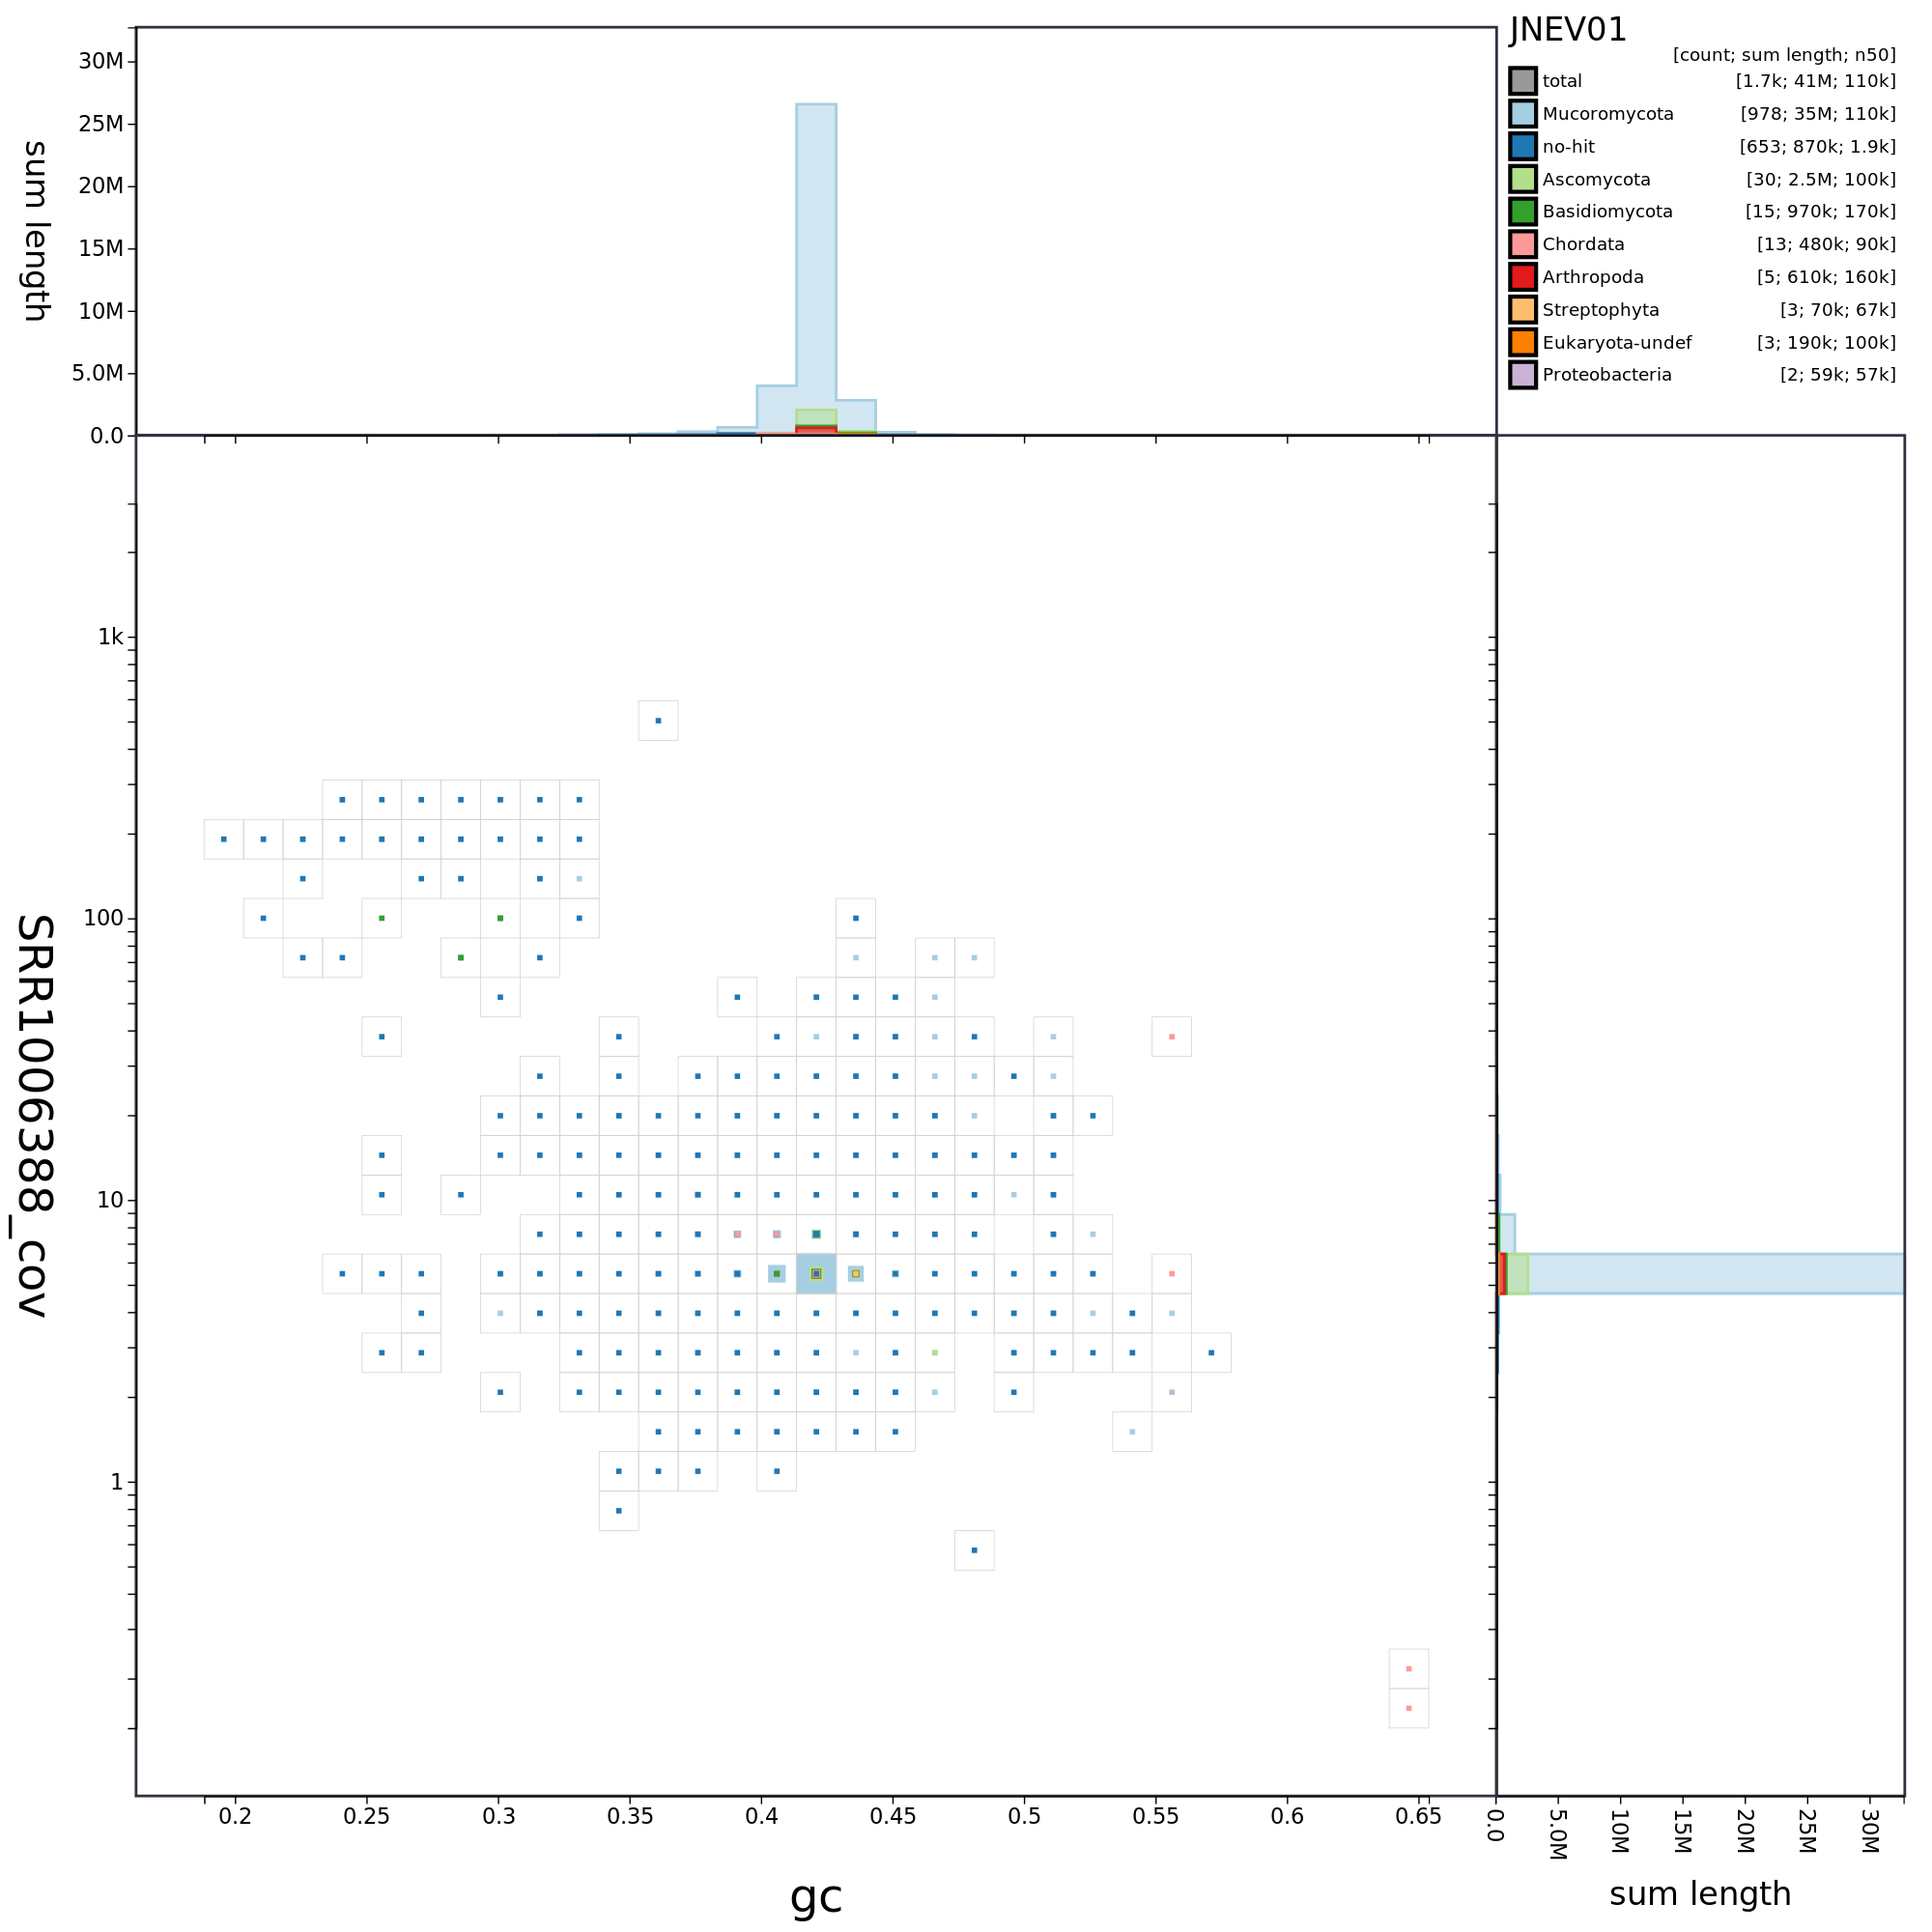 JNEV01
[count; sum length; n50]
total [1.7k; 41M; 110k]
Mucoromycota [978; 35M; 110k]
no-hit [653; 870k; 1.9k]
Ascomycota [30; 2.5M; 100k]
Basidiomycota [15; 970k; 170k]
Chordata [13; 480k; 90k]
Arthropoda [5; 610k; 160k]
Streptophyta [3; 70k; 67k]
Eukaryota-undef [3; 190k; 100k]
Proteobacteria [2; 59k; 57k]
sum length
30M
25M
20M
15M
10M
5.0M
0.0
SRR1006388_cov
1k
100
10
1
0.2 0.25 0.3 0.35 0.4 0.45 0.5 0.55 0.6 0.65
gc
0.0 5.0M 10M 15M 20M 25M 30M
sum length